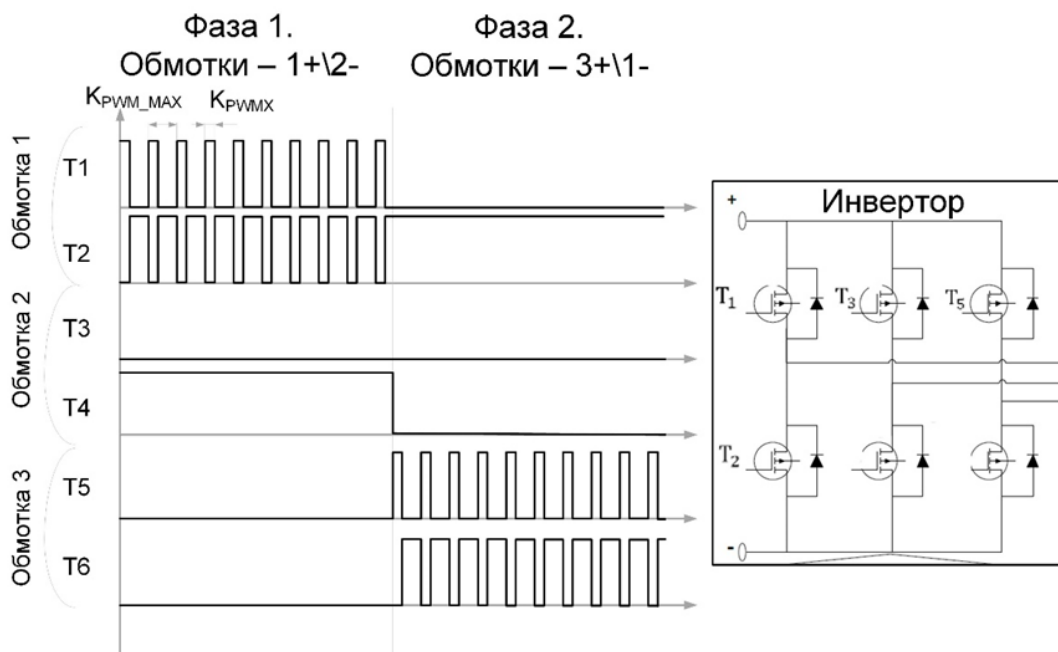 Фаза 1.
Обмотки – 1+\2-
Фаза 2.
Обмотки – 3+\1-
KPWM_MAX
KPWMX
Обмотка 1
T1
T2
Обмотка 2
T3
T4
Обмотка 3
T5
T6
Инвертор
+
T1
T3
T5
T2
-